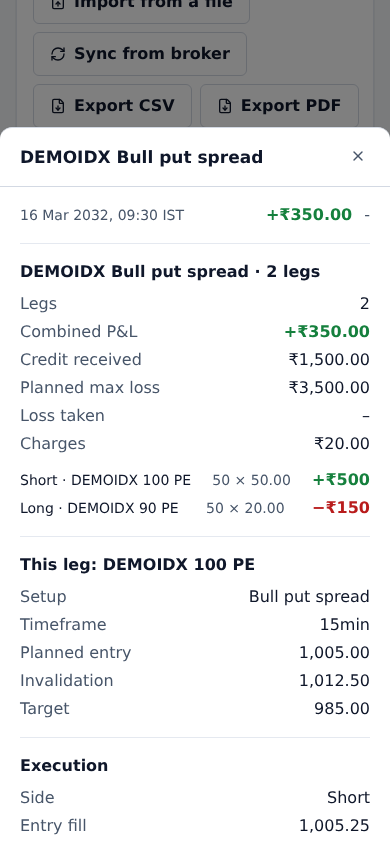 Import from a file
Sync from broker
Export CSV
Export PDF
DEMOIDX Bull put spread ×
16 Mar 2032, 09:30 IST +₹350.00 -
DEMOIDX Bull put spread · 2 legs
Legs 2
Combined P&L +₹350.00
Credit received ₹1,500.00
Planned max loss ₹3,500.00
Loss taken –
Charges ₹20.00
Short · DEMOIDX 100 PE 50 × 50.00 +₹500
Long · DEMOIDX 90 PE 50 × 20.00 −₹150
This leg: DEMOIDX 100 PE
Setup Bull put spread
Timeframe 15min
Planned entry 1,005.00
Invalidation 1,012.50
Target 985.00
Execution
Side Short
Entry fill 1,005.25